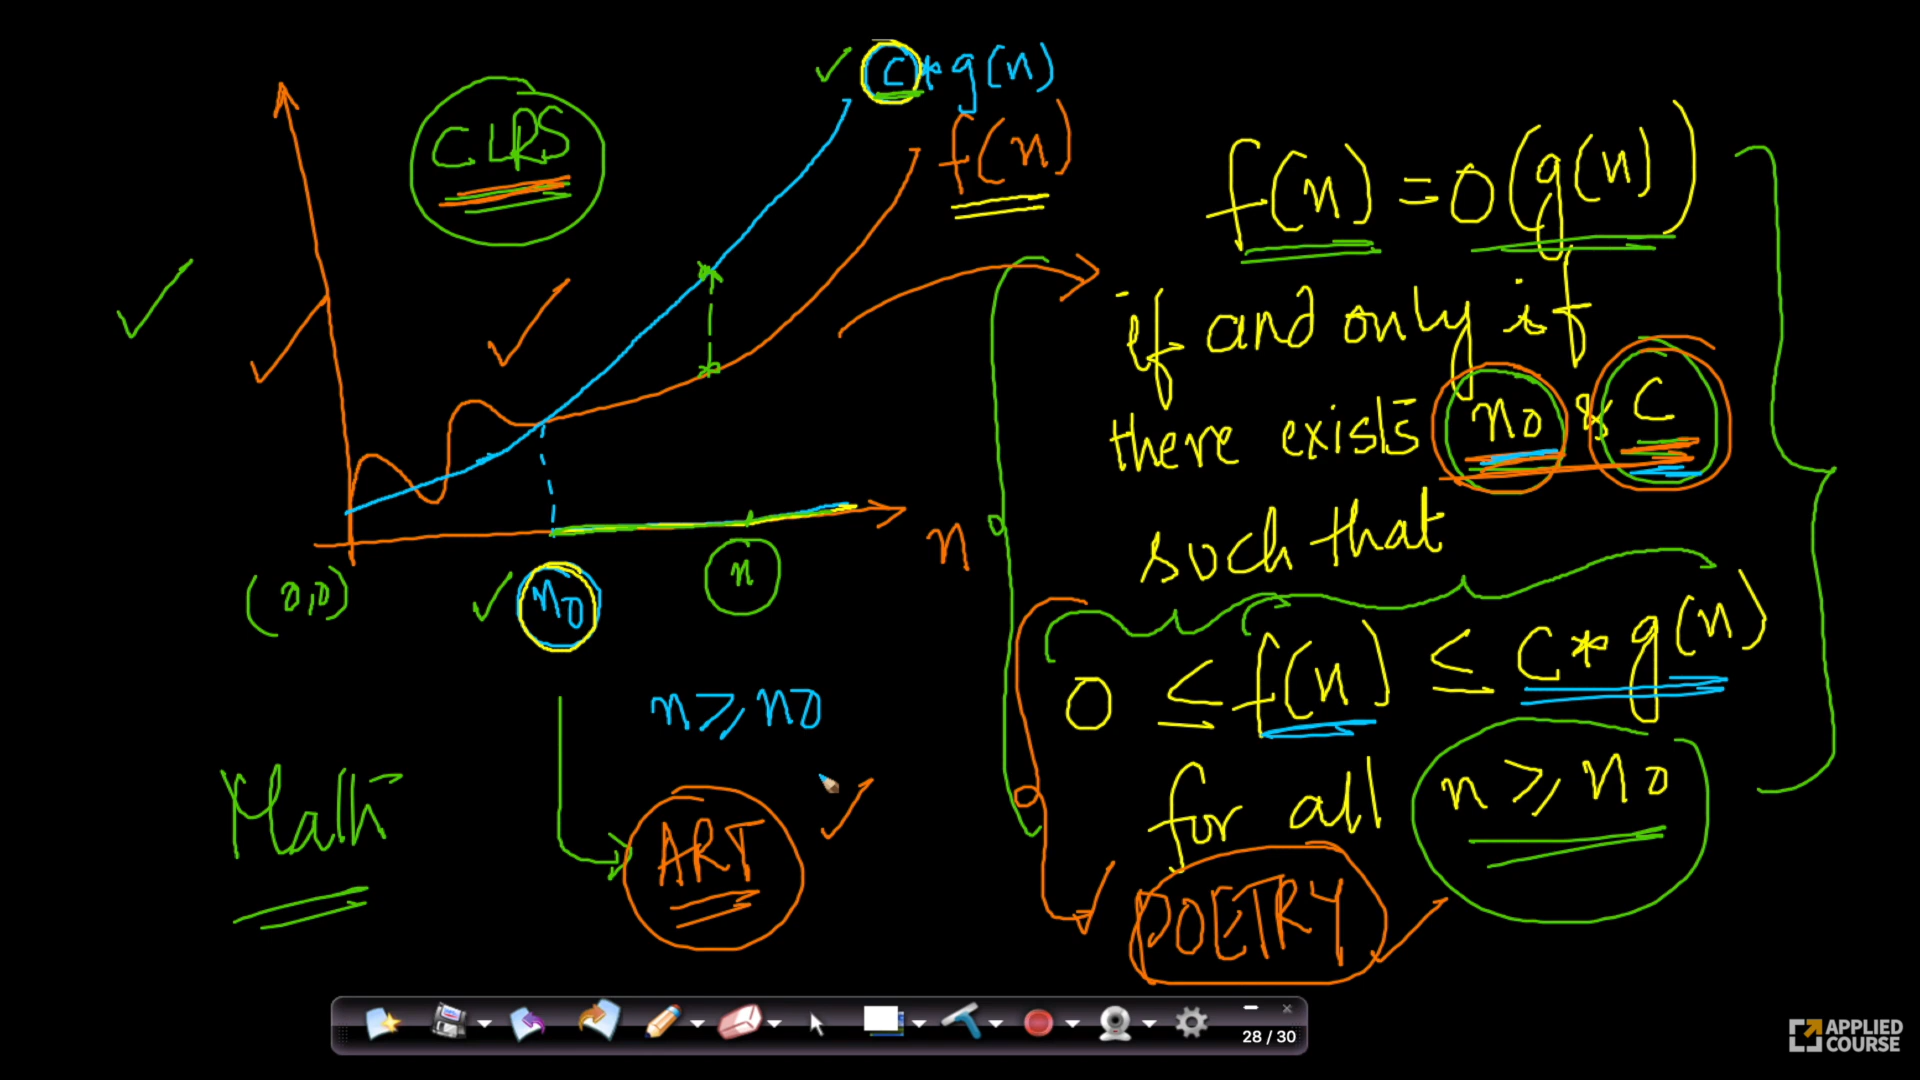 CLRS
C * g(n)
f(n)
n
(0,0)
n0
n
n ≥ n0
Math
ART
f(n) = O(g(n))
if and only if
there exists n0 & C
such that
0 ≤ f(n) ≤ C * g(n)
for all n ≥ n0
POETRY
28 / 30
APPLIED
COURSE